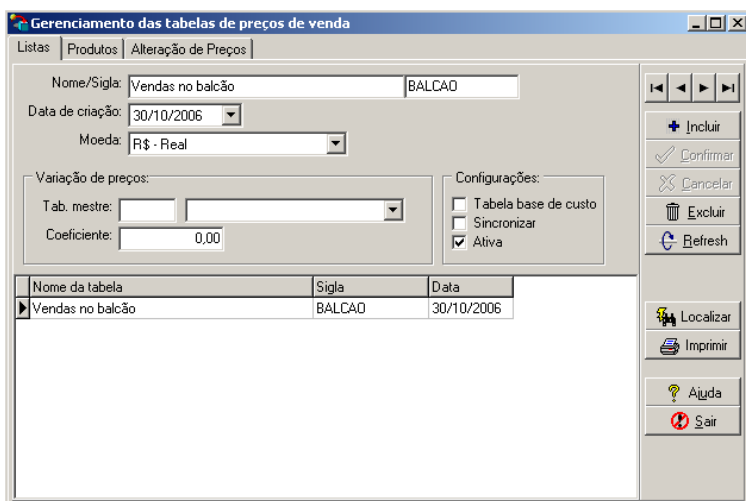 Gerenciamento das tabelas de preços de venda
Listas Produtos Alteração de Preços
Nome/Sigla: Vendas no balcão BALCAO
Data de criação: 30/10/2006
Moeda: R$ - Real
Variação de preços:
Tab. mestre:
Coeficiente: 0,00
Configurações:
Tabela base de custo
Sincronizar
Ativa
Nome da tabela Sigla Data
Vendas no balcão BALCAO 30/10/2006
Incluir
Confirmar
Cancelar
Excluir
Refresh
Localizar
Imprimir
Ajuda
Sair